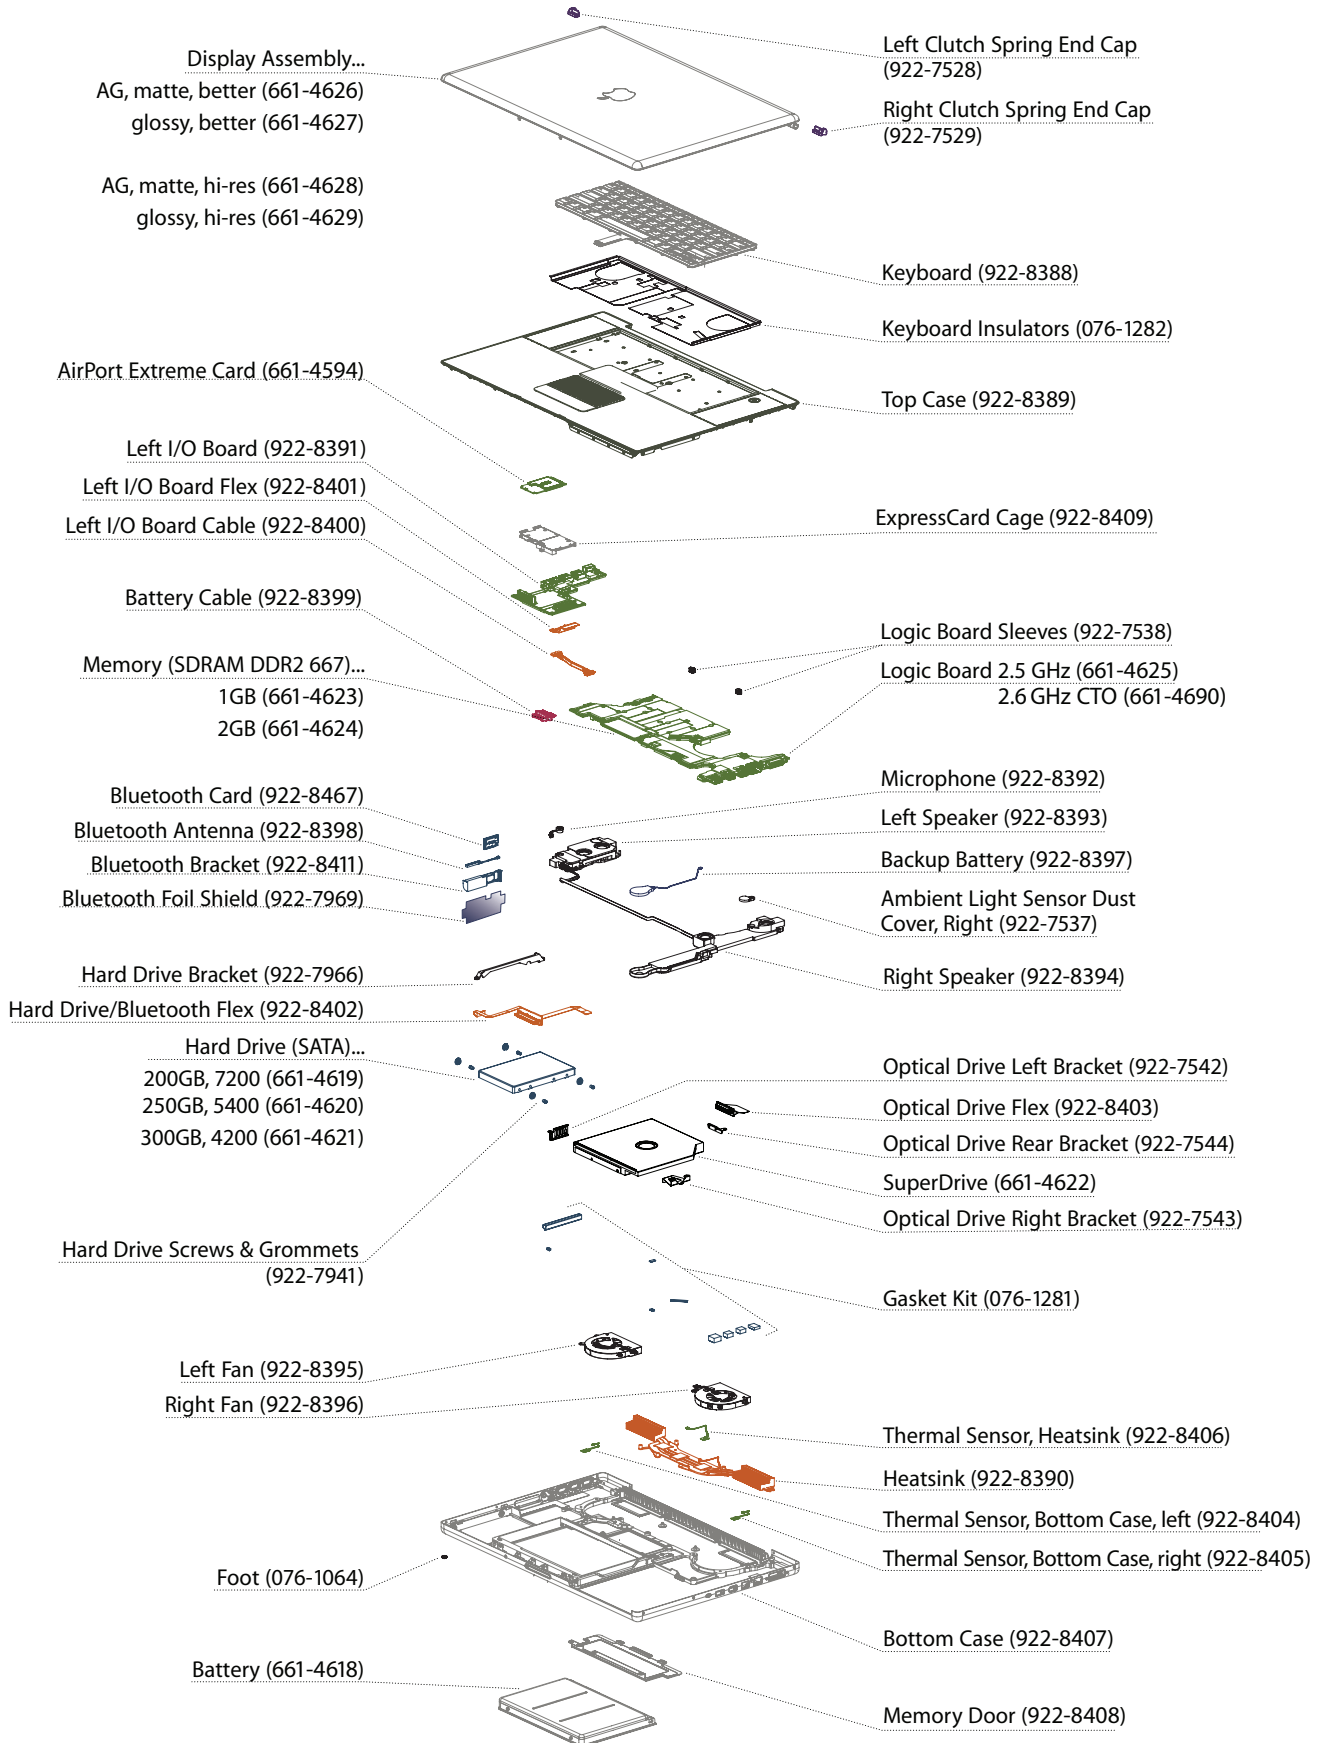 Display Assembly...
AG, matte, better (661-4626)
glossy, better (661-4627)
AG, matte, hi-res (661-4628)
glossy, hi-res (661-4629)
AirPort Extreme Card (661-4594)
Left I/O Board (922-8391)
Left I/O Board Flex (922-8401)
Left I/O Board Cable (922-8400)
Battery Cable (922-8399)
Memory (SDRAM DDR2 667)...
1GB (661-4623)
2GB (661-4624)
Bluetooth Card (922-8467)
Bluetooth Antenna (922-8398)
Bluetooth Bracket (922-8411)
Bluetooth Foil Shield (922-7969)
Hard Drive Bracket (922-7966)
Hard Drive/Bluetooth Flex (922-8402)
Hard Drive (SATA)...
200GB, 7200 (661-4619)
250GB, 5400 (661-4620)
300GB, 4200 (661-4621)
Hard Drive Screws & Grommets
(922-7941)
Left Fan (922-8395)
Right Fan (922-8396)
Foot (076-1064)
Battery (661-4618)
Left Clutch Spring End Cap
(922-7528)
Right Clutch Spring End Cap
(922-7529)
Keyboard (922-8388)
Keyboard Insulators (076-1282)
Top Case (922-8389)
ExpressCard Cage (922-8409)
Logic Board Sleeves (922-7538)
Logic Board 2.5 GHz (661-4625)
2.6 GHz CTO (661-4690)
Microphone (922-8392)
Left Speaker (922-8393)
Backup Battery (922-8397)
Ambient Light Sensor Dust
Cover, Right (922-7537)
Right Speaker (922-8394)
Optical Drive Left Bracket (922-7542)
Optical Drive Flex (922-8403)
Optical Drive Rear Bracket (922-7544)
SuperDrive (661-4622)
Optical Drive Right Bracket (922-7543)
Gasket Kit (076-1281)
Thermal Sensor, Heatsink (922-8406)
Heatsink (922-8390)
Thermal Sensor, Bottom Case, left (922-8404)
Thermal Sensor, Bottom Case, right (922-8405)
Bottom Case (922-8407)
Memory Door (922-8408)